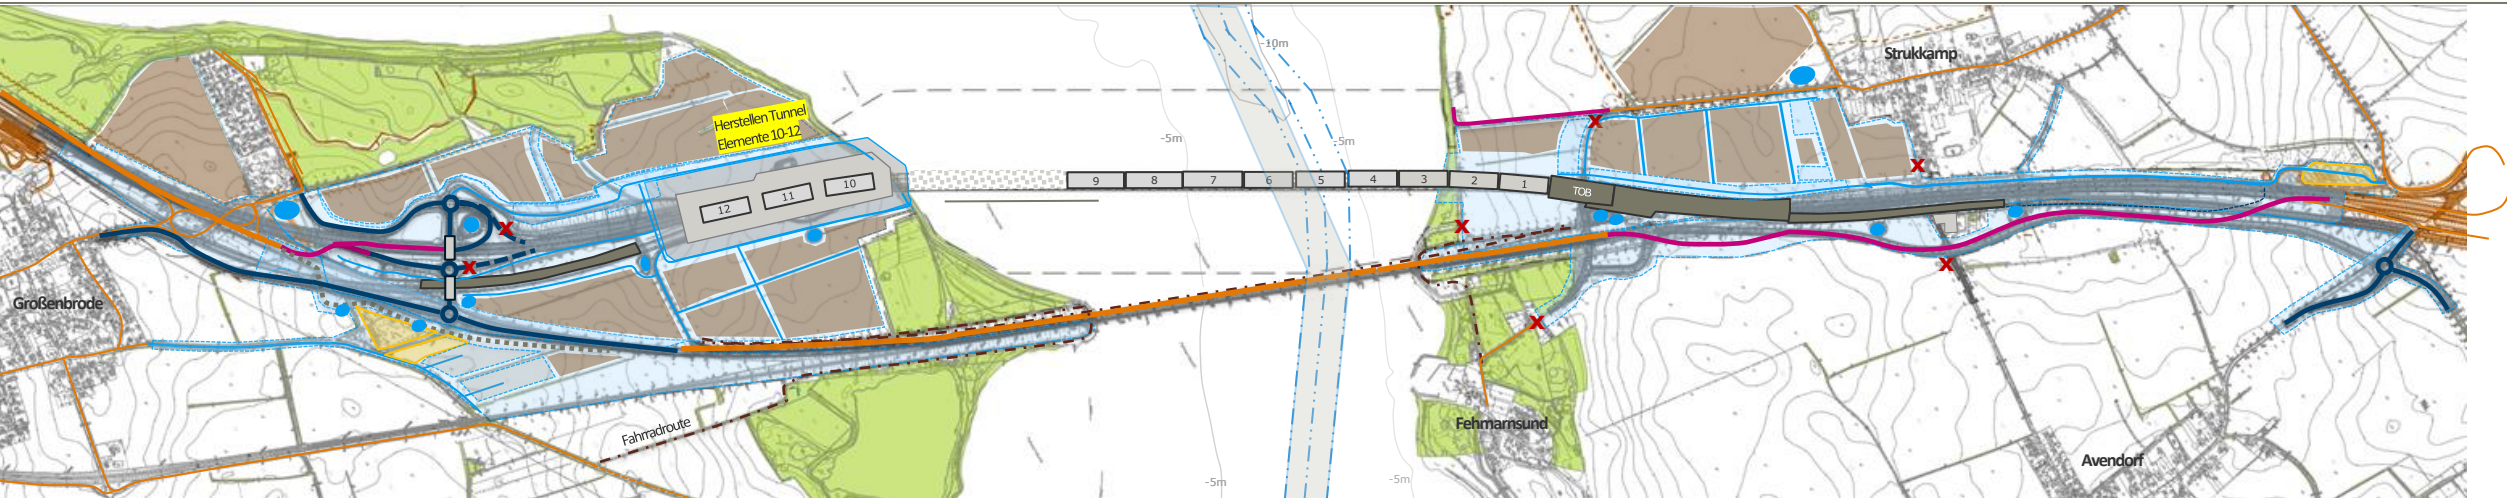 -10m
Strukkamp
Herstellen Tunnel
Elemente 10-12
-5m
-5m
12
11
10
9
8
7
6
5
4
3
2
1
TOB
x
x
x
x
x
x
x
Großenbrode
Fahrradroute
Fehmarnsund
Avendorf
-5m
-5m